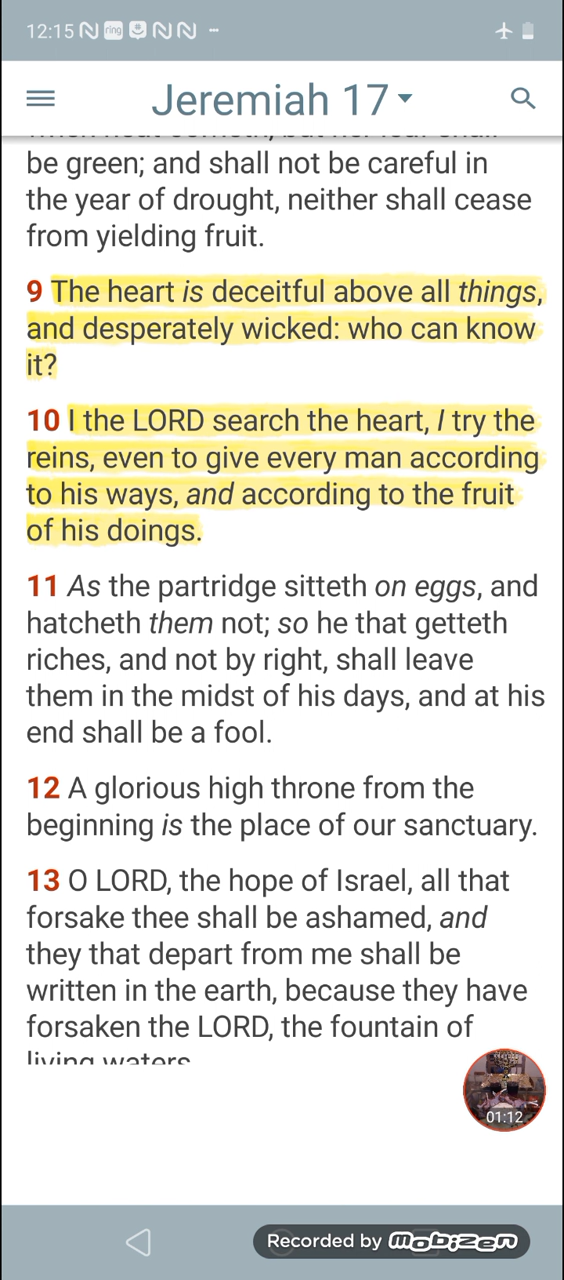 12:15 ring
Jeremiah 17
be green; and shall not be careful in
the year of drought, neither shall cease
from yielding fruit.
9 The heart is deceitful above all things,
and desperately wicked: who can know
it?
10 I the LORD search the heart, I try the
reins, even to give every man according
to his ways, and according to the fruit
of his doings.
11 As the partridge sitteth on eggs, and
hatcheth them not; so he that getteth
riches, and not by right, shall leave
them in the midst of his days, and at his
end shall be a fool.
12 A glorious high throne from the
beginning is the place of our sanctuary.
13 O LORD, the hope of Israel, all that
forsake thee shall be ashamed, and
they that depart from me shall be
written in the earth, because they have
forsaken the LORD, the fountain of
living waters
01:12
Recorded by mobizen